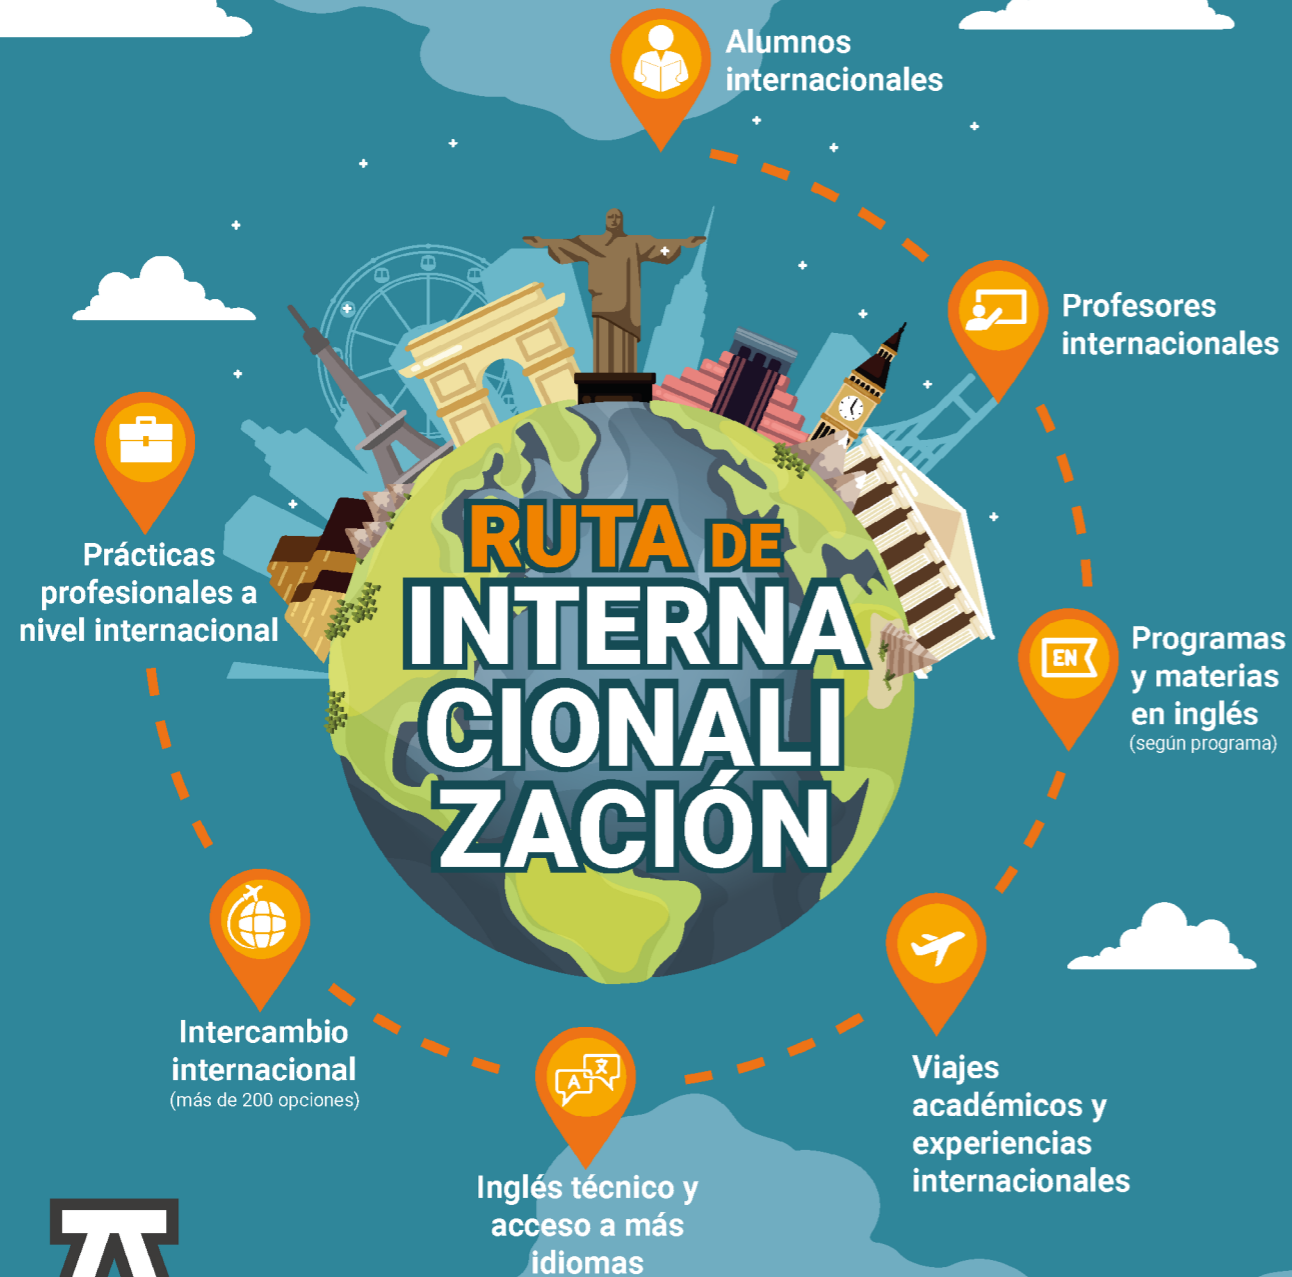 Alumnos
internacionales
Profesores
internacionales
EN
Programas
y materias
en inglés
(según programa)
Viajes
académicos y
experiencias
internacionales
A 文
Inglés técnico y
acceso a más
idiomas
Intercambio
internacional
(más de 200 opciones)
Prácticas
profesionales a
nivel internacional
RUTA DE
INTERNA
CIONALI
ZACIÓN